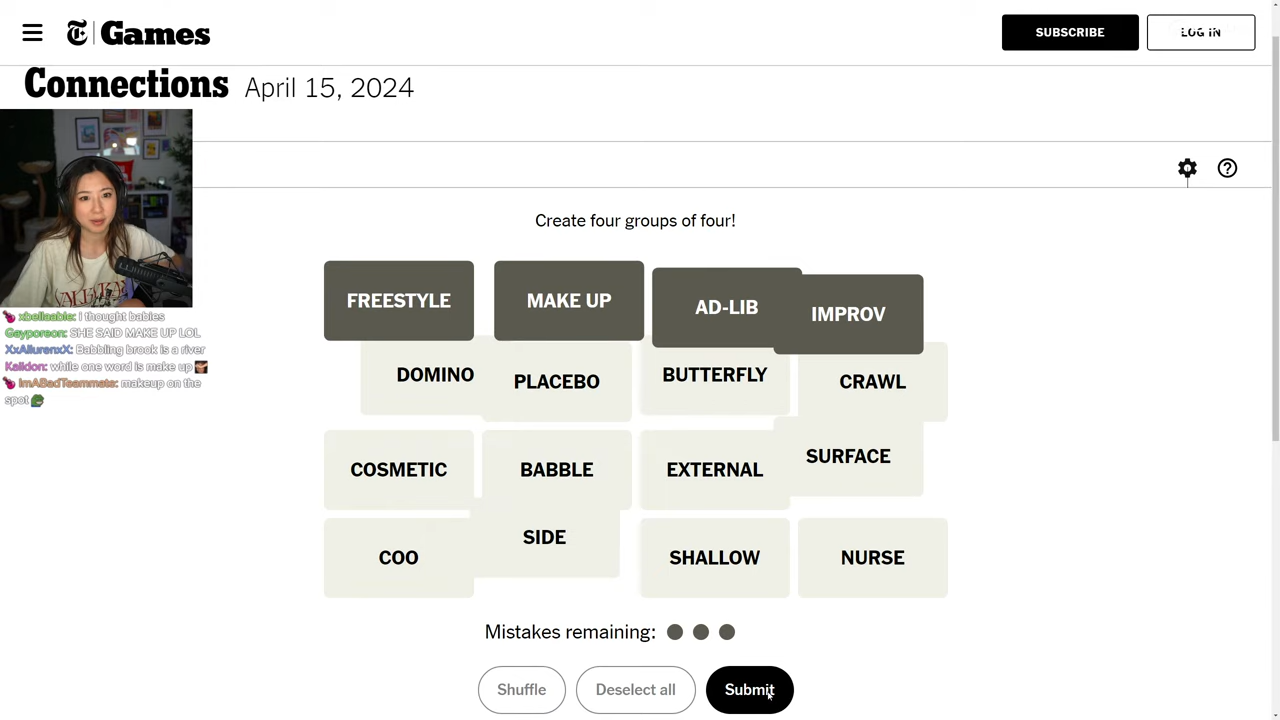 Games
SUBSCRIBE
LOG IN
Connections April 15, 2024
Create four groups of four!
FREESTYLE
MAKE UP
AD-LIB
IMPROV
DOMINO
PLACEBO
BUTTERFLY
CRAWL
COSMETIC
BABBLE
EXTERNAL
SURFACE
COO
SIDE
SHALLOW
NURSE
Mistakes remaining:
Shuffle
Deselect all
Submit
xbellaabie: i thought babies
Gayporeon: SHE SAID MAKE UP LOL
XxAllurenxX: Babbling brook is a river
Kalidon: while one word is make up
ImABadTeammate: makeup on the
spot